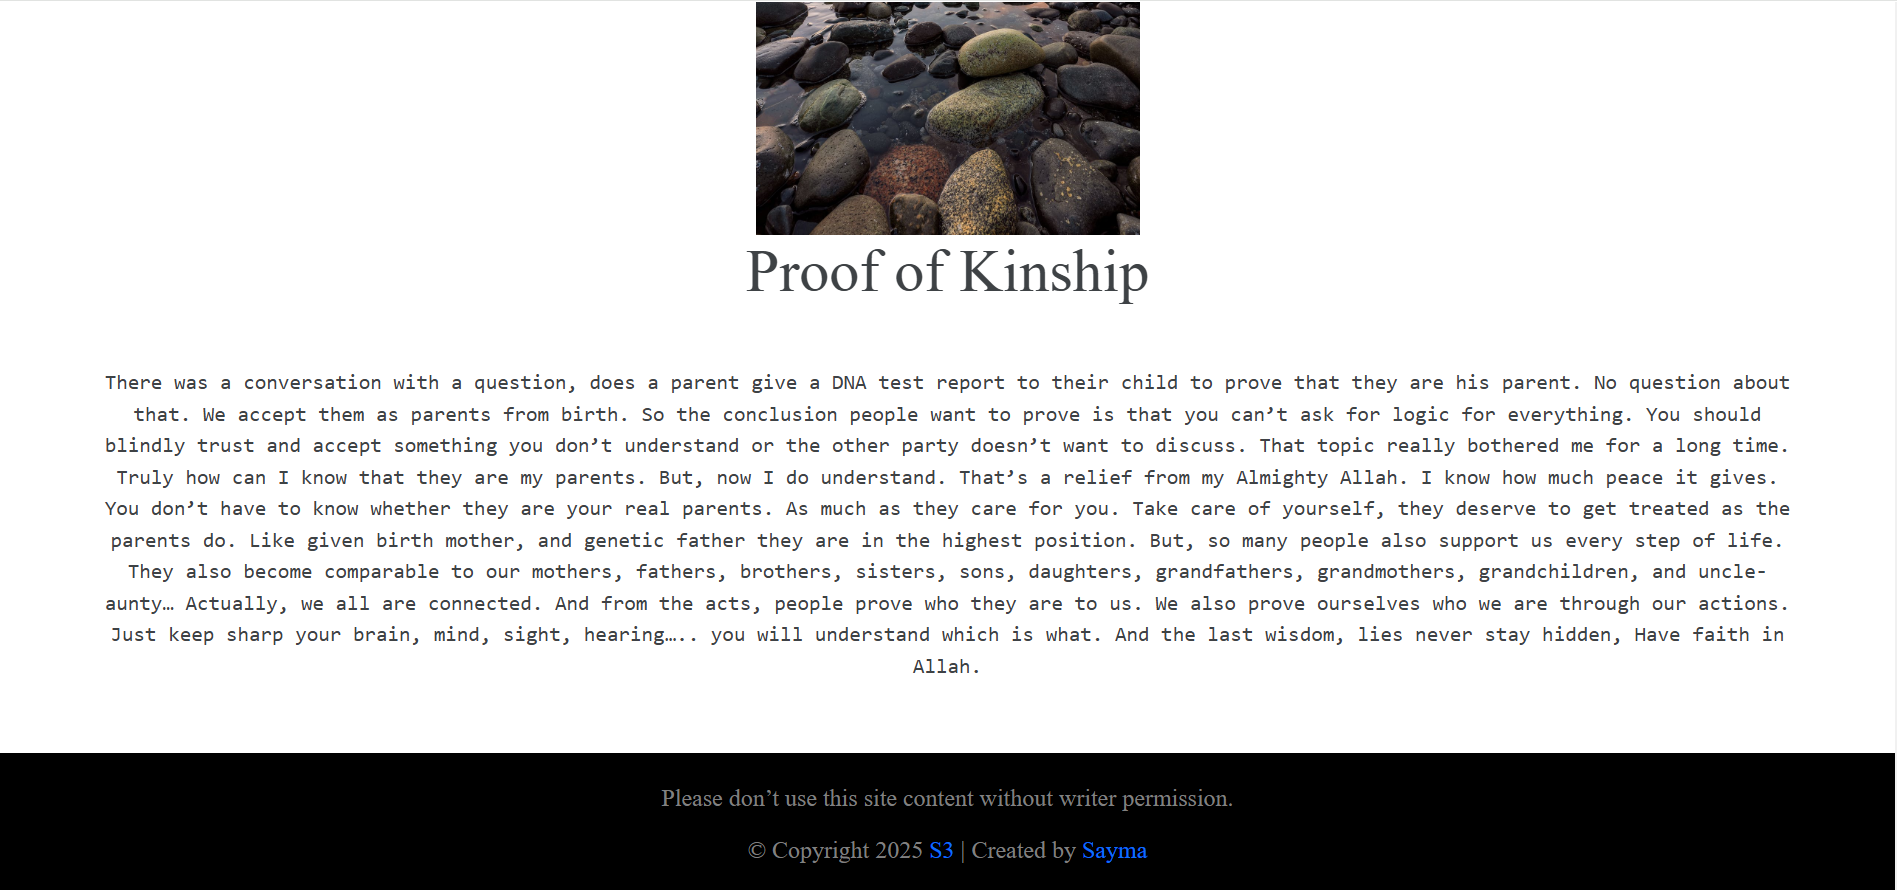 Proof of Kinship
There was a conversation with a question, does a parent give a DNA test report to their child to prove that they are his parent. No question about
that. We accept them as parents from birth. So the conclusion people want to prove is that you can’t ask for logic for everything. You should
blindly trust and accept something you don’t understand or the other party doesn’t want to discuss. That topic really bothered me for a long time.
Truly how can I know that they are my parents. But, now I do understand. That’s a relief from my Almighty Allah. I know how much peace it gives.
You don’t have to know whether they are your real parents. As much as they care for you. Take care of yourself, they deserve to get treated as the
parents do. Like given birth mother, and genetic father they are in the highest position. But, so many people also support us every step of life.
They also become comparable to our mothers, fathers, brothers, sisters, sons, daughters, grandfathers, grandmothers, grandchildren, and uncle-
aunty… Actually, we all are connected. And from the acts, people prove who they are to us. We also prove ourselves who we are through our actions.
Just keep sharp your brain, mind, sight, hearing….. you will understand which is what. And the last wisdom, lies never stay hidden, Have faith in
Allah.
Please don’t use this site content without writer permission.
© Copyright 2025 S3 | Created by Sayma